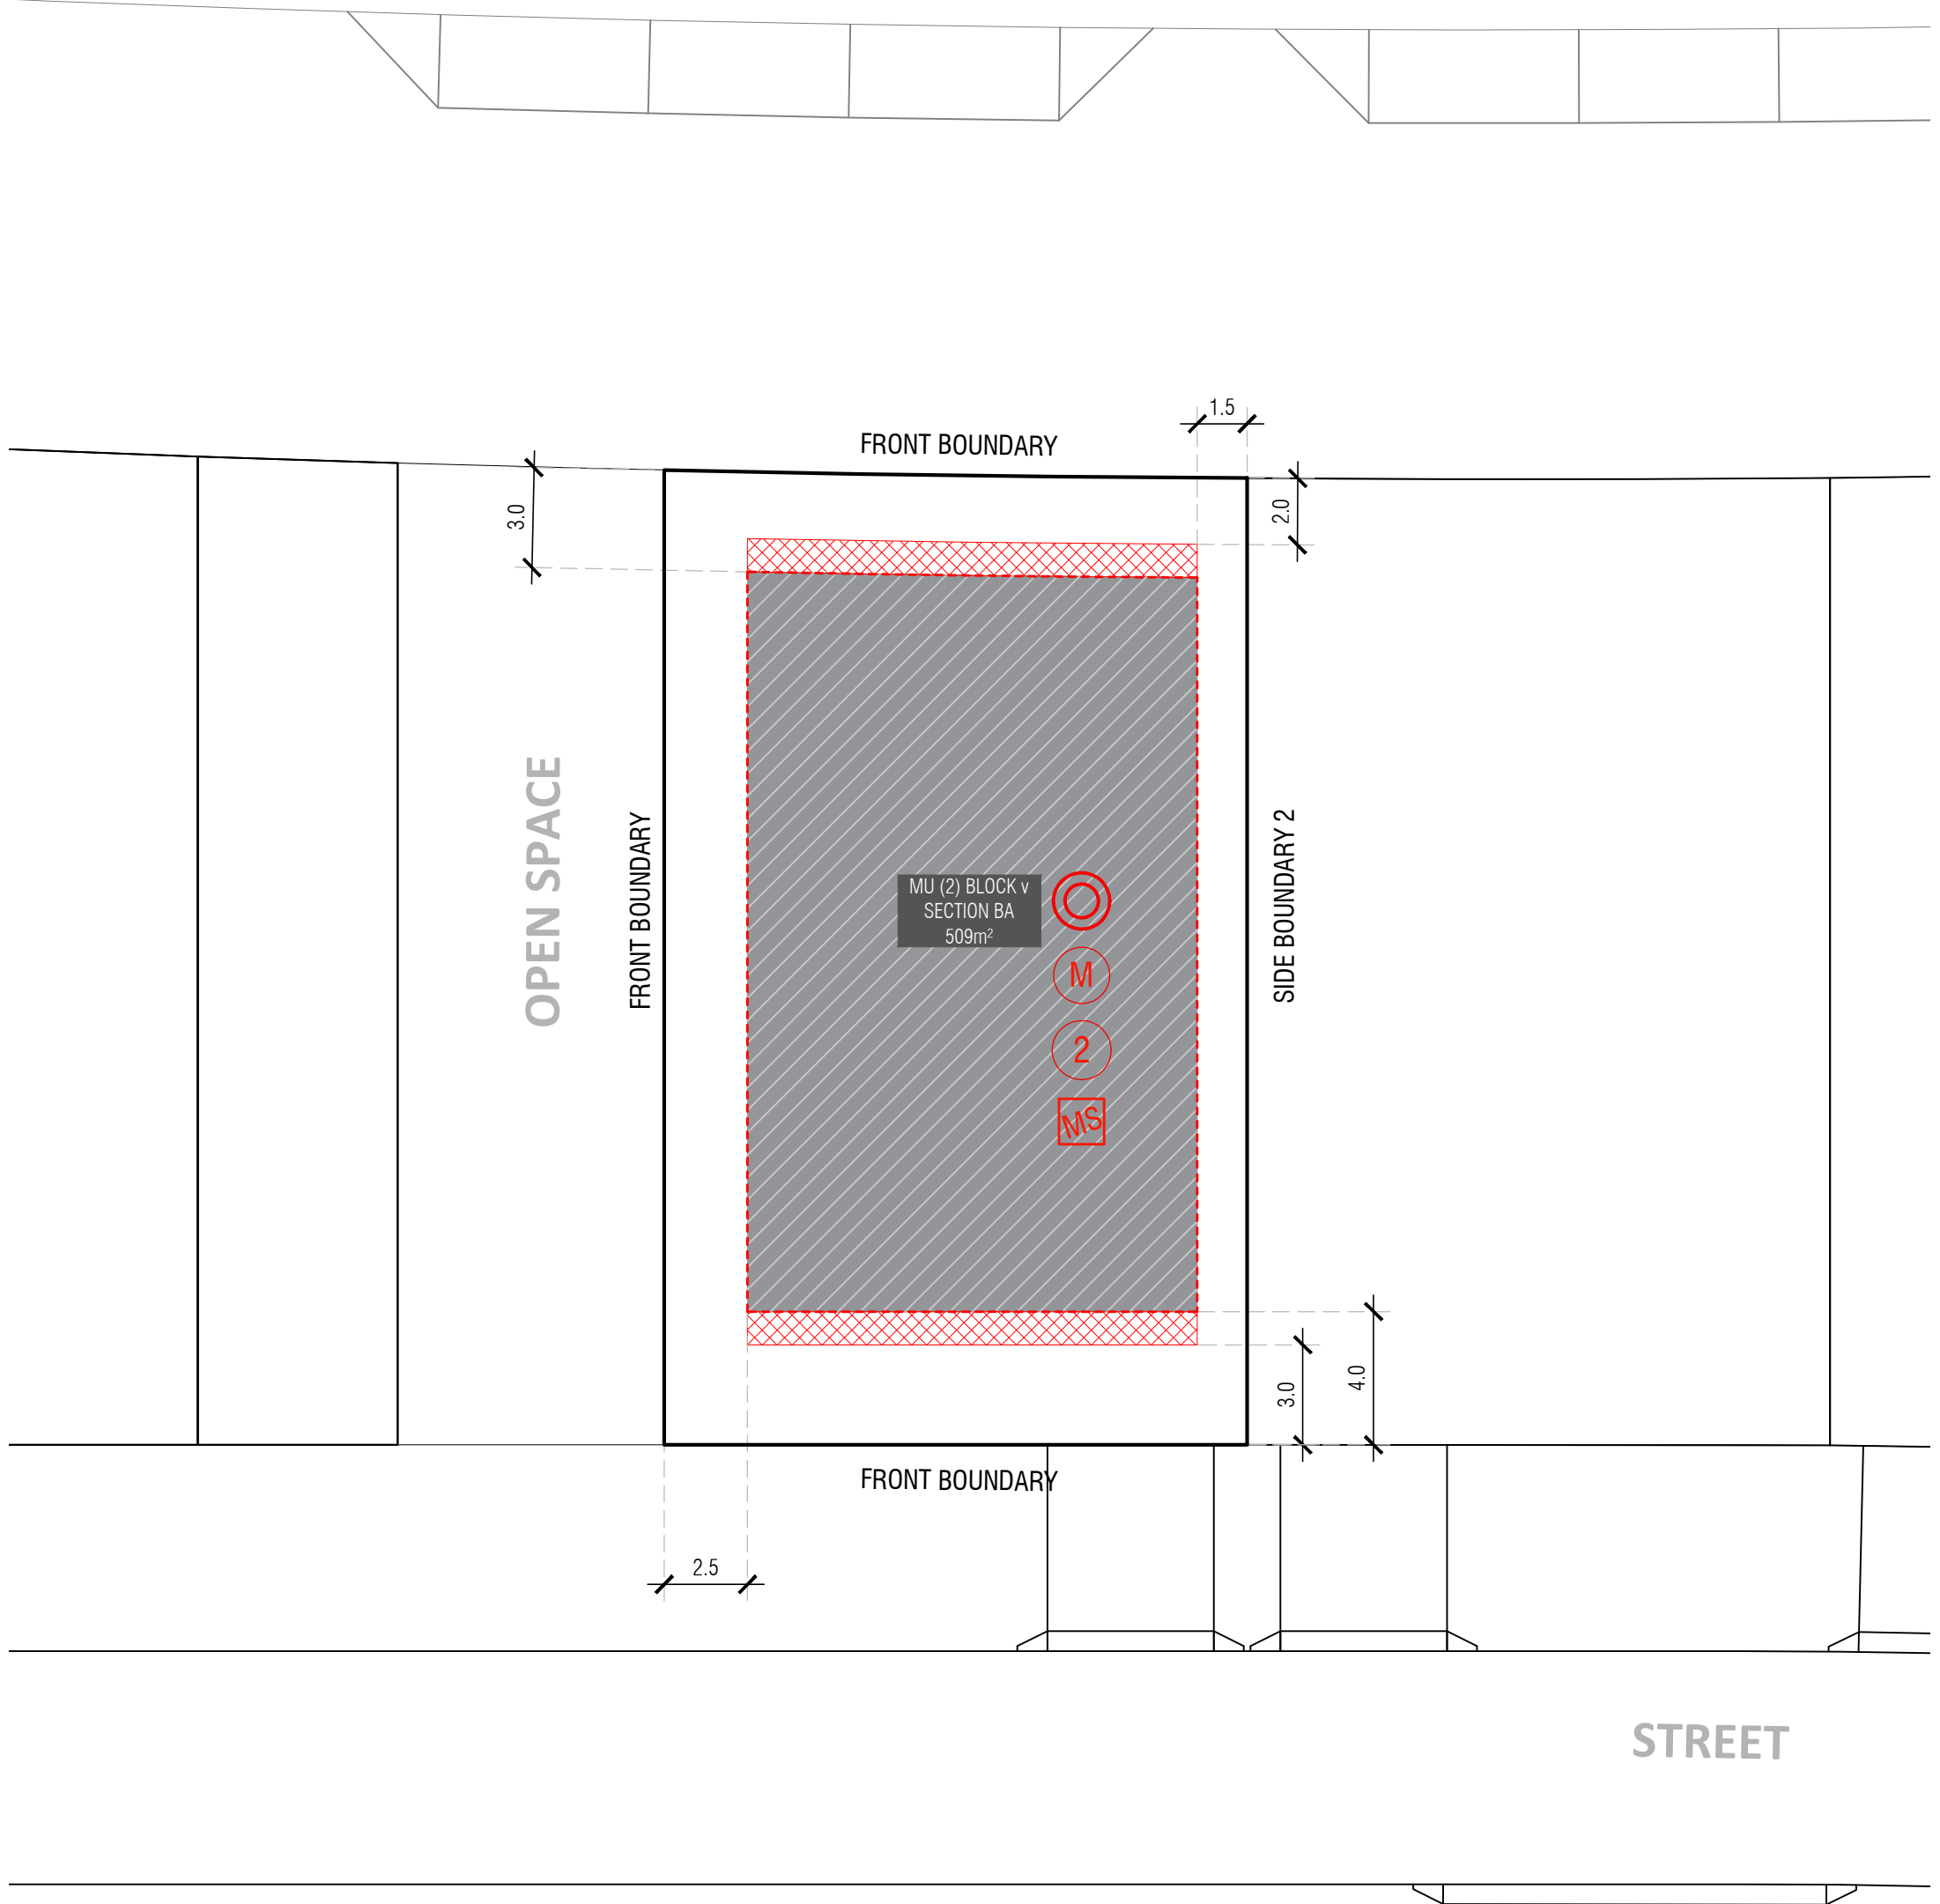 1.5
FRONT BOUNDARY
3.0
2.0
OPEN SPACE
FRONT BOUNDARY
SIDE BOUNDARY 2
MU (2) BLOCK v
SECTION BA
509m²
M
2
MS
3.0
4.0
FRONT BOUNDARY
2.5
STREET